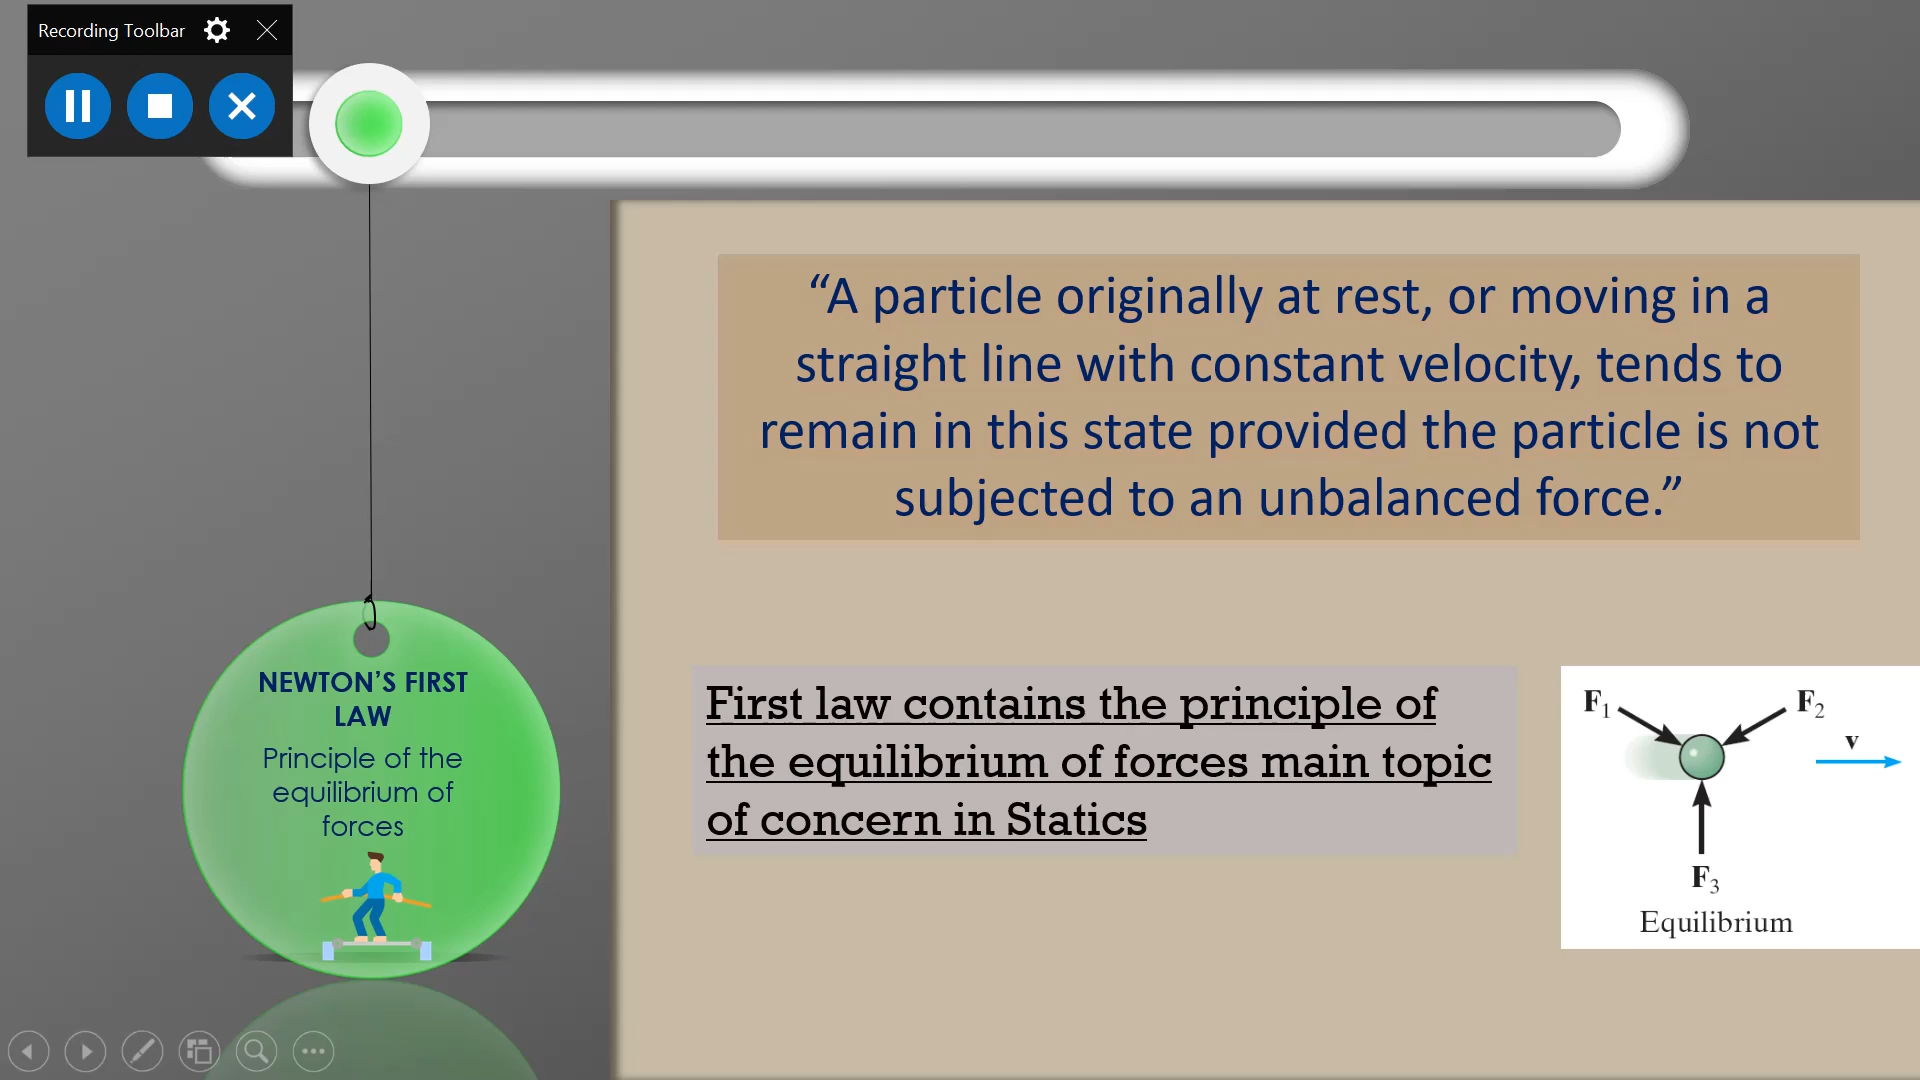 Recording Toolbar
“A particle originally at rest, or moving in a
straight line with constant velocity, tends to
remain in this state provided the particle is not
subjected to an unbalanced force.”
NEWTON’S FIRST
LAW
Principle of the
equilibrium of
forces
First law contains the principle of
the equilibrium of forces main topic
of concern in Statics
F1
F2
v
F3
Equilibrium